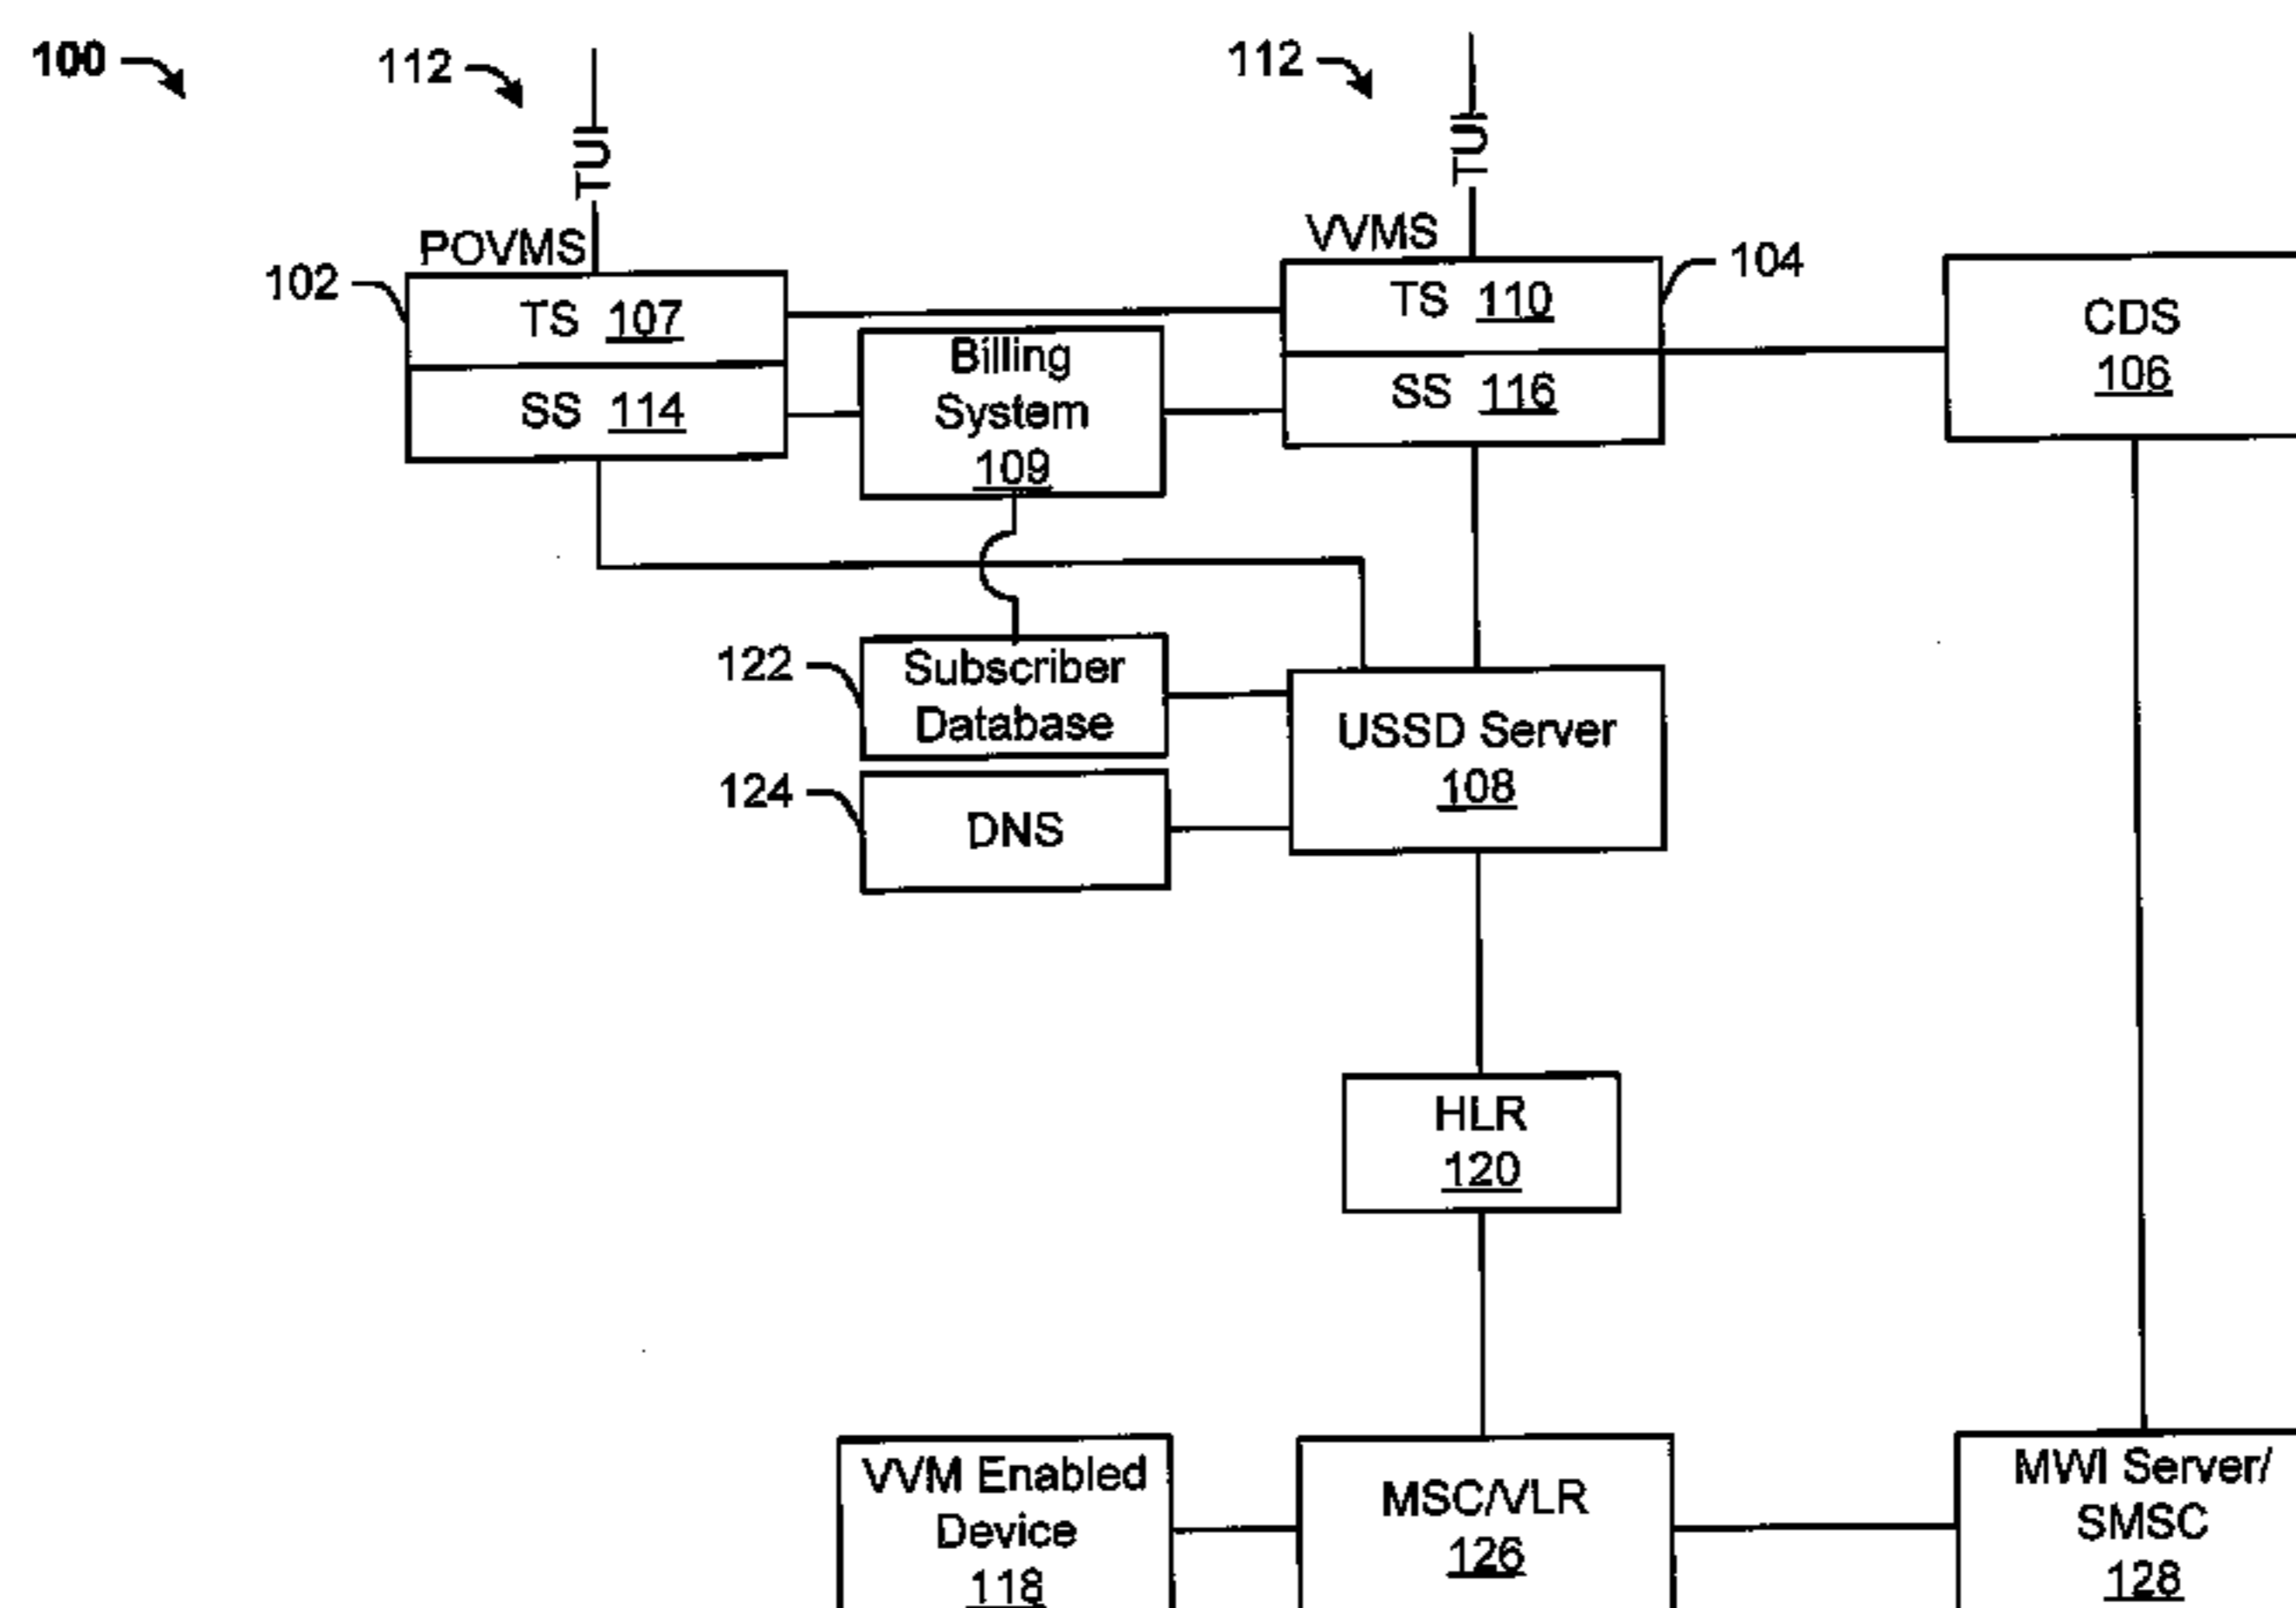 100
112
112
TUI
TUI
POVMS
VVMS
102
104
TS 107
TS 110
CDS
106
SS 114
SS 116
Billing
System
109
122
Subscriber
Database
124
DNS
USSD Server
108
HLR
120
VVM Enabled
Device
118
MSC/VLR
126
MWI Server/
SMSC
128